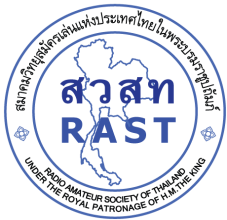 สมาคมวิทยุสมัครเล่นแห่งประเทศไทยในพระบรมราชูปถัมภ์
สวสท
RAST
RADIO AMATEUR SOCIETY OF THAILAND
UNDER THE ROYAL PATRONAGE OF H.M.THE KING